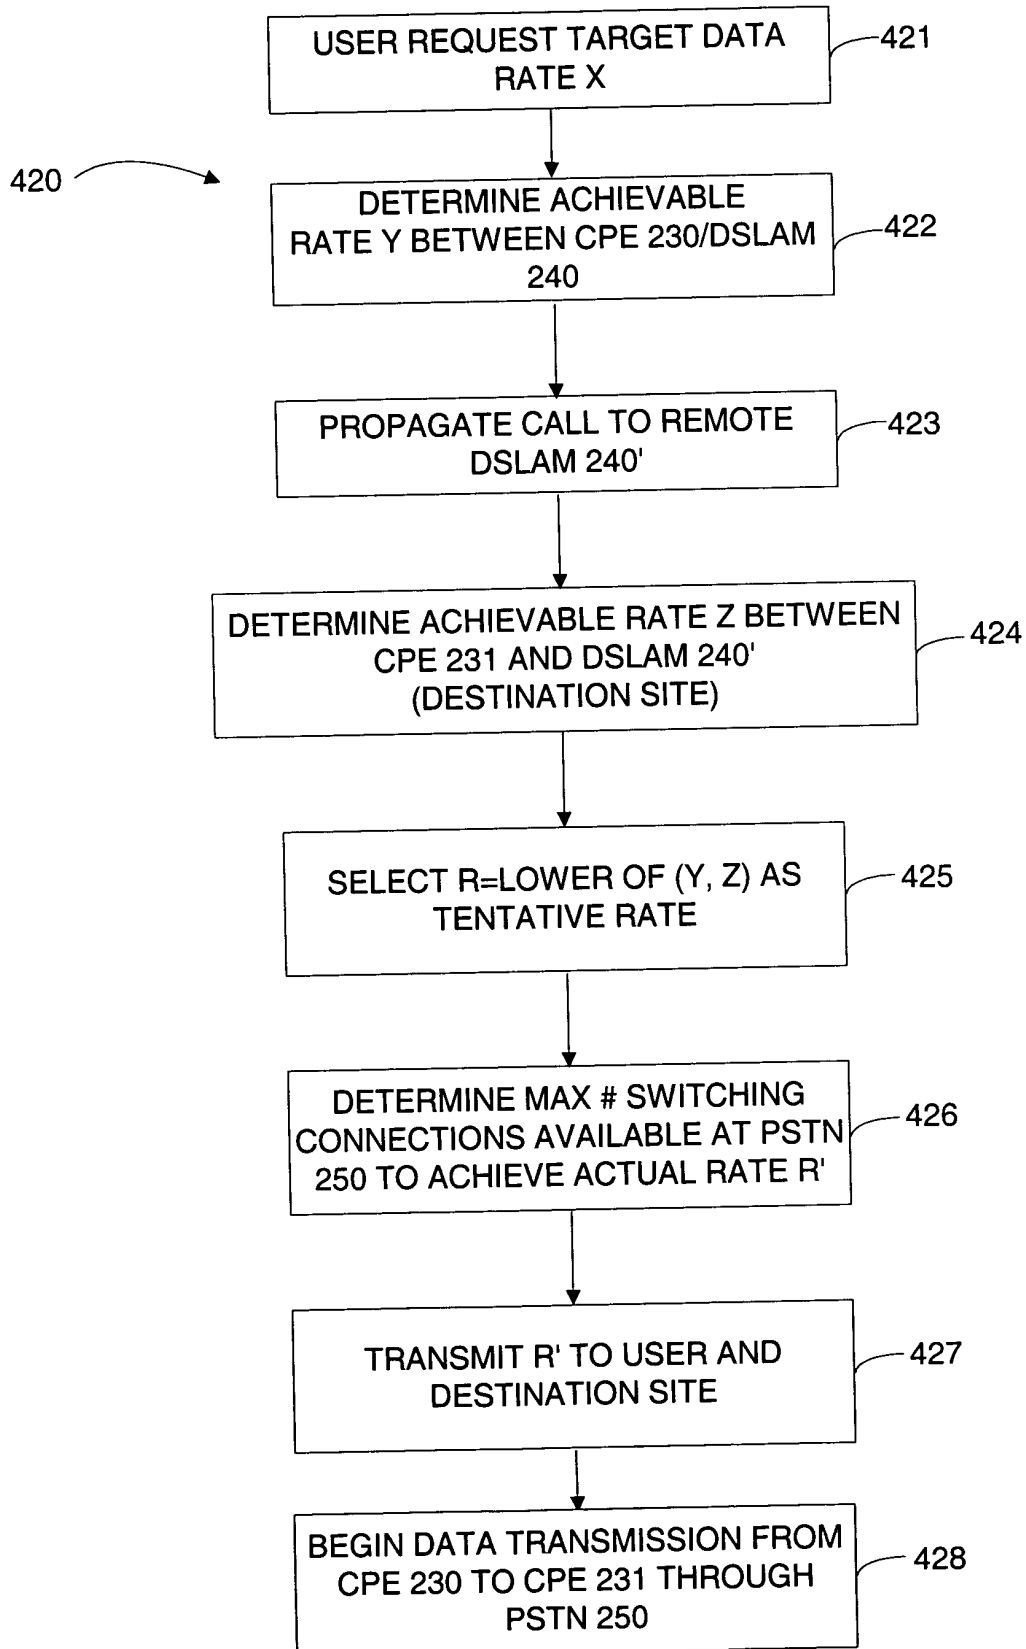 USER REQUEST TARGET DATA
RATE X
421
420
DETERMINE ACHIEVABLE
RATE Y BETWEEN CPE 230/DSLAM
240
422
PROPAGATE CALL TO REMOTE
DSLAM 240'
423
DETERMINE ACHIEVABLE RATE Z BETWEEN
CPE 231 AND DSLAM 240'
(DESTINATION SITE)
424
SELECT R=LOWER OF (Y, Z) AS
TENTATIVE RATE
425
DETERMINE MAX # SWITCHING
CONNECTIONS AVAILABLE AT PSTN
250 TO ACHIEVE ACTUAL RATE R'
426
TRANSMIT R' TO USER AND
DESTINATION SITE
427
BEGIN DATA TRANSMISSION FROM
CPE 230 TO CPE 231 THROUGH
PSTN 250
428